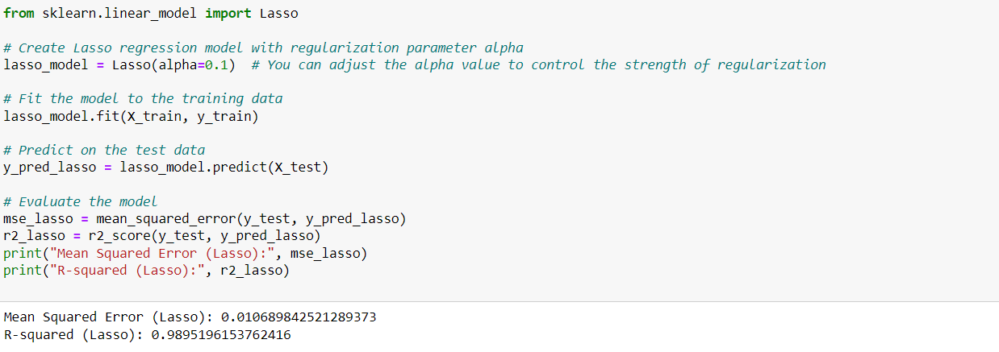 from sklearn.linear_model import Lasso
# Create Lasso regression model with regularization parameter alpha
lasso_model = Lasso(alpha=0.1)  # You can adjust the alpha value to control the strength of regularization
# Fit the model to the training data
lasso_model.fit(X_train, y_train)
# Predict on the test data
y_pred_lasso = lasso_model.predict(X_test)
# Evaluate the model
mse_lasso = mean_squared_error(y_test, y_pred_lasso)
r2_lasso = r2_score(y_test, y_pred_lasso)
print("Mean Squared Error (Lasso):", mse_lasso)
print("R-squared (Lasso):", r2_lasso)
Mean Squared Error (Lasso): 0.010689842521289373
R-squared (Lasso): 0.9895196153762416